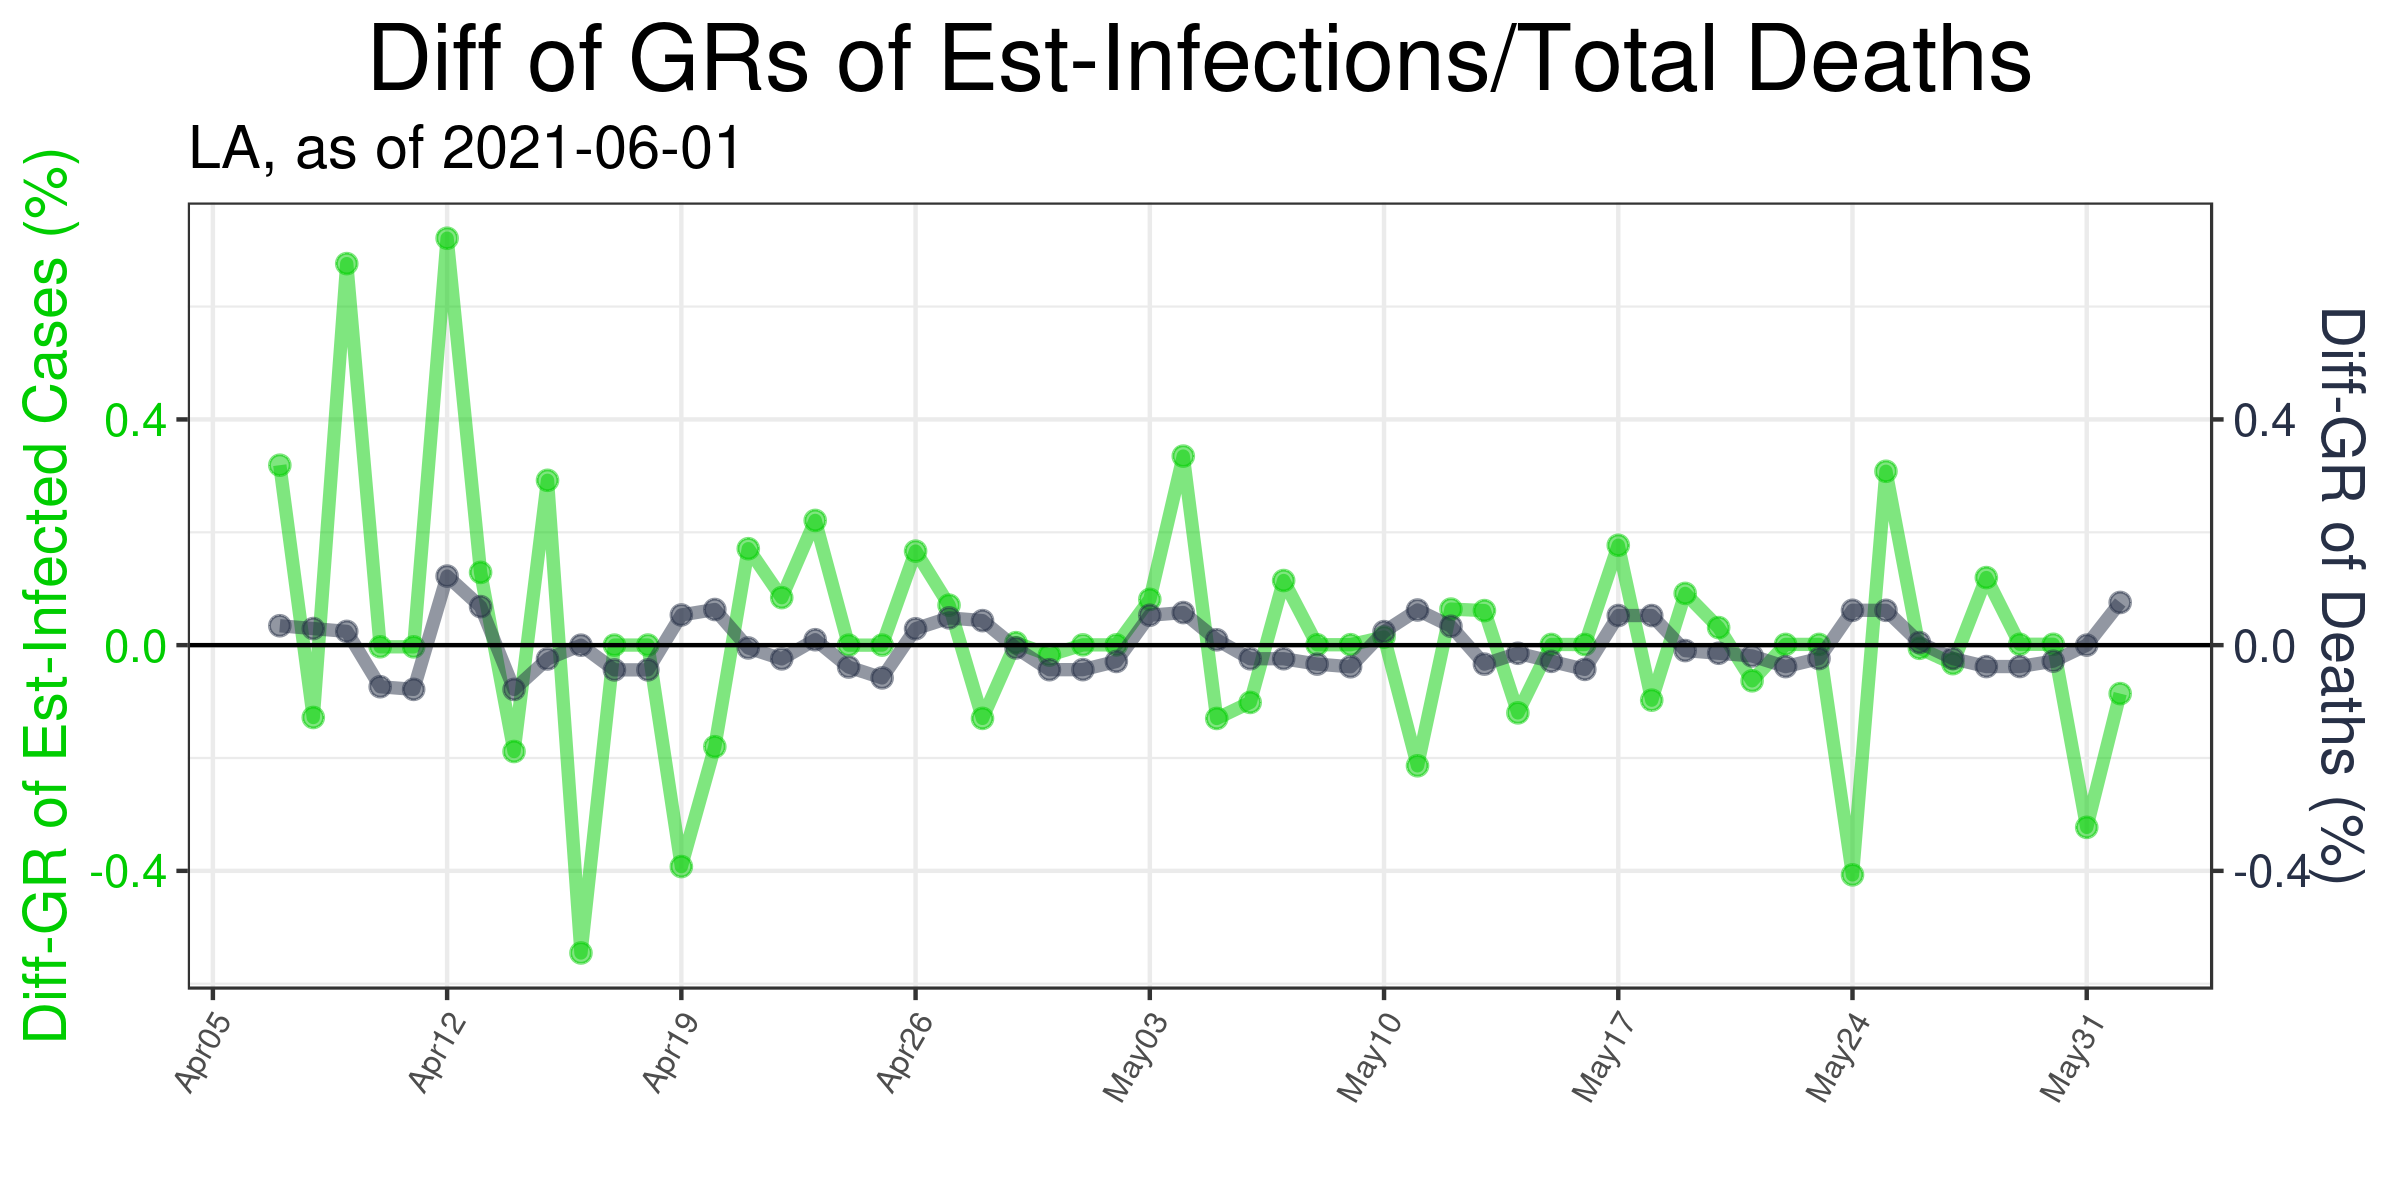 Diff of GRs of Est-Infections/Total Deaths
LA, as of 2021-06-01
Diff-GR of Est-Infected Cases (%)
0.4
0.0
-0.4
0.4
0.0
-0.4
Diff-GR of Deaths (%)
Apr05
Apr12
Apr19
Apr26
May03
May10
May17
May24
May31